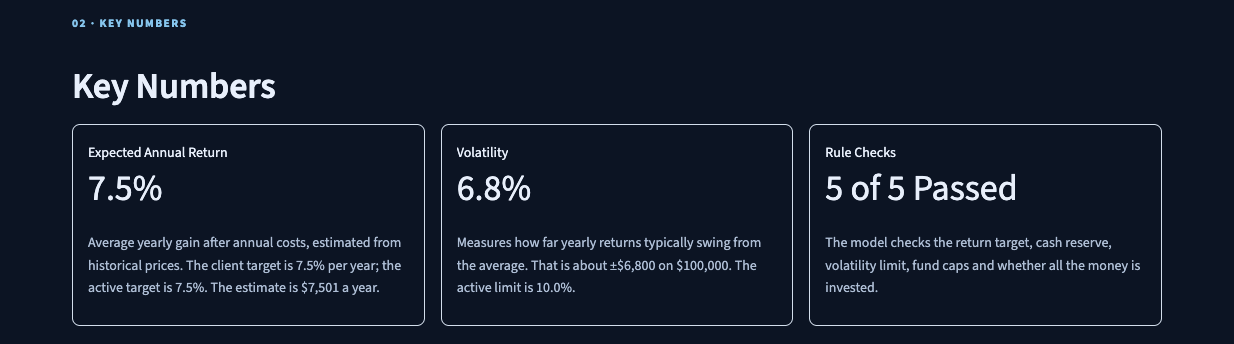 02 · KEY NUMBERS
Key Numbers
Expected Annual Return
7.5%
Average yearly gain after annual costs, estimated from
historical prices. The client target is 7.5% per year; the
active target is 7.5%. The estimate is $7,501 a year.
Volatility
6.8%
Measures how far yearly returns typically swing from
the average. That is about ±$6,800 on $100,000. The
active limit is 10.0%.
Rule Checks
5 of 5 Passed
The model checks the return target, cash reserve,
volatility limit, fund caps and whether all the money is
invested.